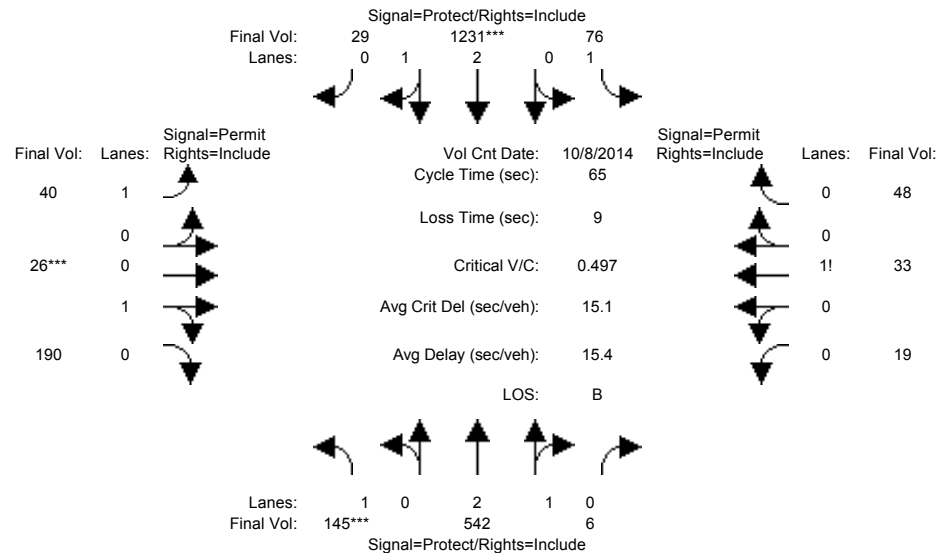 Signal=Protect/Rights=Include
Final Vol: 29 1231*** 76
Lanes: 0 1 2 0 1
Signal=Permit
Final Vol: Lanes: Rights=Include
Vol Cnt Date: 10/8/2014
Signal=Permit
Rights=Include Lanes: Final Vol:
Cycle Time (sec): 65
40 1
0 48
Loss Time (sec): 9
0
0
26*** 0
Critical V/C: 0.497
1! 33
1
Avg Crit Del (sec/veh): 15.1
0
190 0
Avg Delay (sec/veh): 15.4
0 19
LOS: B
Lanes: 1 0 2 1 0
Final Vol: 145*** 542 6
Signal=Protect/Rights=Include